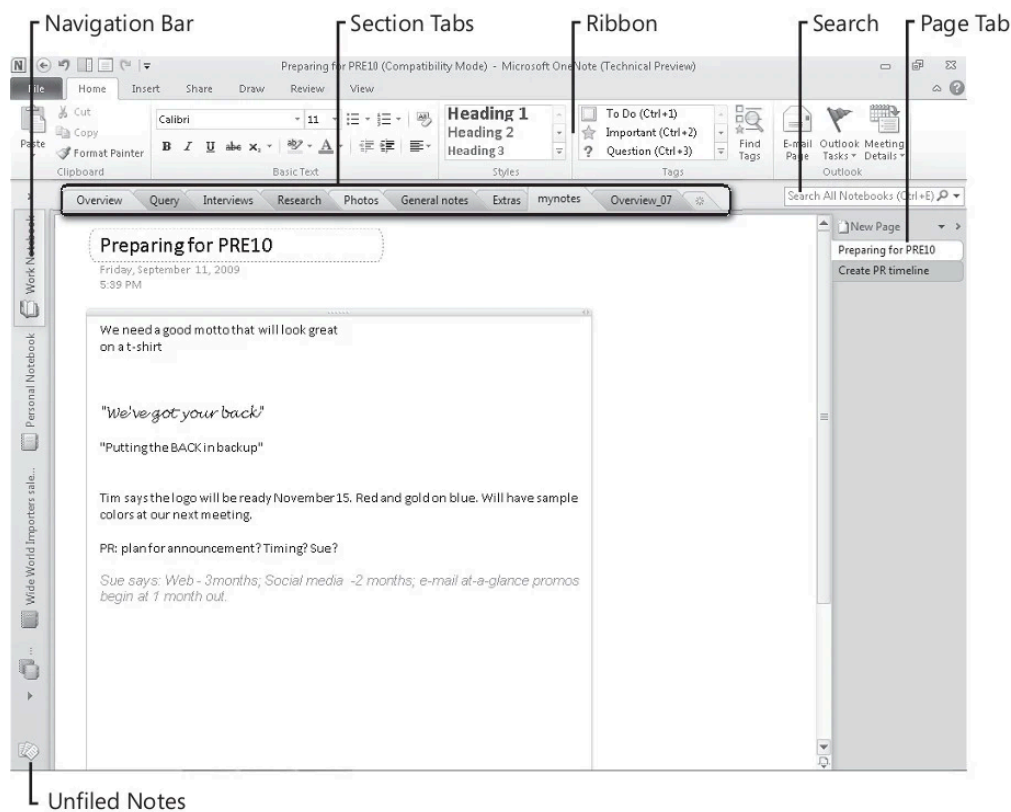 Navigation Bar
Section Tabs
Ribbon
Search
Page Tab
Preparing for PRE10 (Compatibility Mode) - Microsoft OneNote (Technical Preview)
File Home Insert Share Draw Review View
Paste
Cut
Copy
Format Painter
Clipboard
Calibri 11
B I U abc X₂ A
Basic Text
Heading 1
Heading 2
Heading 3
Styles
To Do (Ctrl+1)
Important (Ctrl+2)
? Question (Ctrl+3)
Tags
Find
Tags
E-mail
Page
Outlook
Tasks
Meeting
Details
Outlook
Overview Query Interviews Research Photos General notes Extras mynotes Overview_07
Search All Notebooks (Ctrl+E)
Work Notebook
Personal Notebook
Wide World Importers sale...
...
Preparing for PRE10
Friday, September 11, 2009
5:39 PM
We need a good motto that will look great
on a t-shirt
"We've got your back"
"Putting the BACK in backup"
Tim says the logo will be ready November 15. Red and gold on blue. Will have sample
colors at our next meeting.
PR: plan for announcement? Timing? Sue?
Sue says: Web - 3months; Social media -2 months; e-mail at-a-glance promos
begin at 1 month out.
New Page
Preparing for PRE10
Create PR timeline
Unfiled Notes